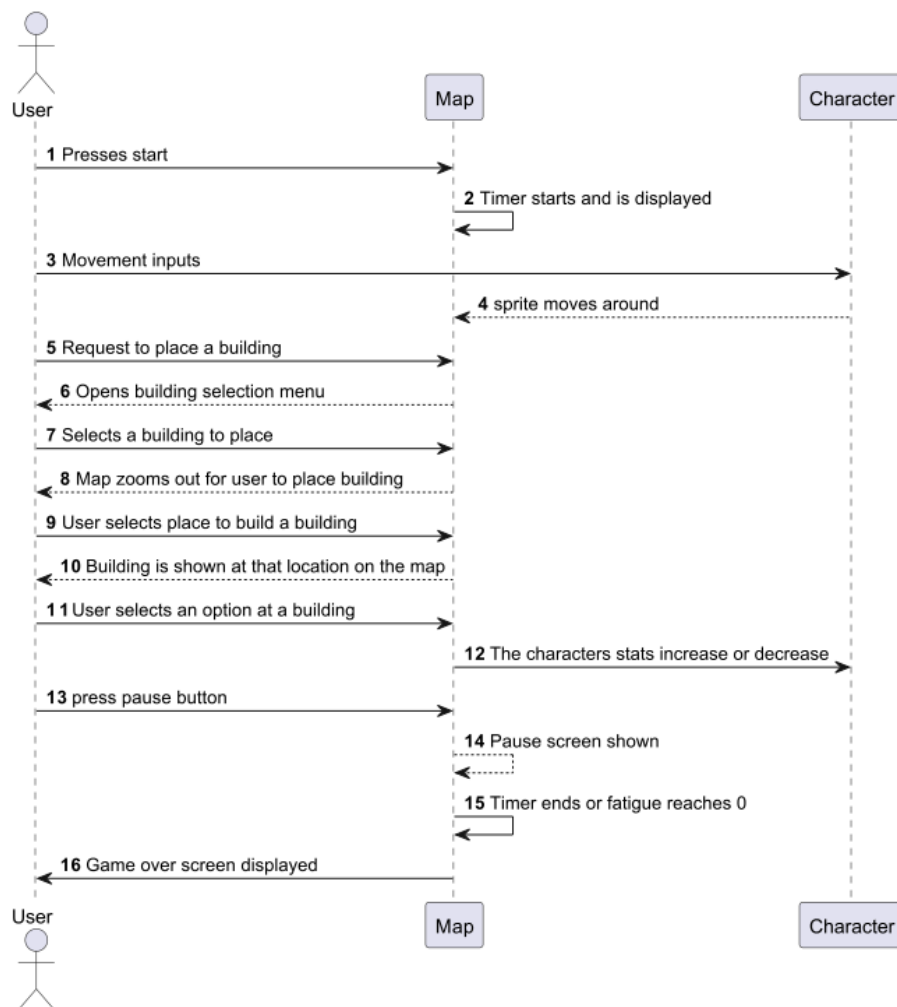 User
Map
Character
1 Presses start
2 Timer starts and is displayed
3 Movement inputs
4 sprite moves around
5 Request to place a building
6 Opens building selection menu
7 Selects a building to place
8 Map zooms out for user to place building
9 User selects place to build a building
10 Building is shown at that location on the map
11 User selects an option at a building
12 The characters stats increase or decrease
13 press pause button
14 Pause screen shown
15 Timer ends or fatigue reaches 0
16 Game over screen displayed
User
Map
Character